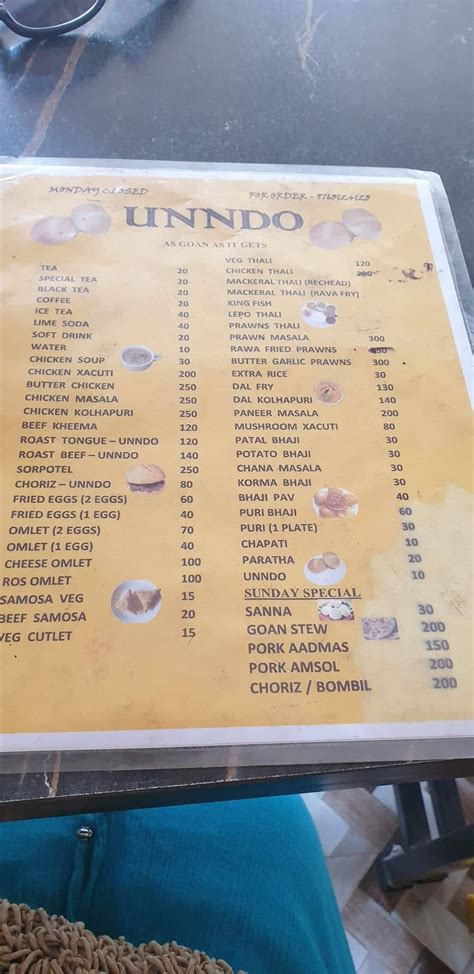 MONDAY CLOSED
FOR ORDER -
UNNDO
AS GOAN AS IT GETS
TEA 20
SPECIAL TEA 20
BLACK TEA 20
COFFEE 20
ICE TEA 40
LIME SODA 40
SOFT DRINK 20
WATER 10
CHICKEN SOUP 30
CHICKEN XACUTI 200
BUTTER CHICKEN 250
CHICKEN MASALA 250
CHICKEN KOLHAPURI 250
BEEF KHEEMA 120
ROAST TONGUE – UNNDO 120
ROAST BEEF – UNNDO 140
SORPOTEL 250
CHORIZ – UNNDO 80
FRIED EGGS (2 EGGS) 60
FRIED EGGS (1 EGG) 40
OMLET (2 EGGS) 70
OMLET (1 EGG) 40
CHEESE OMLET 100
ROS OMLET 100
SAMOSA VEG 15
BEEF SAMOSA 20
VEG CUTLET 15
VEG THALI 120
CHICKEN THALI 200
MACKERAL THALI (RECHEAD)
MACKERAL THALI (RAVA FRY)
KING FISH
LEPO THALI
PRAWNS THALI
PRAWN MASALA 300
RAWA FRIED PRAWNS
BUTTER GARLIC PRAWNS 300
EXTRA RICE 30
DAL FRY 130
DAL KOLHAPURI 140
PANEER MASALA 200
MUSHROOM XACUTI 80
PATAL BHAJI 30
POTATO BHAJI 30
CHANA MASALA 30
KORMA BHAJI 30
BHAJI PAV 40
PURI BHAJI 60
PURI (1 PLATE) 30
CHAPATI 10
PARATHA 20
UNNDO 10
SUNDAY SPECIAL
SANNA 30
GOAN STEW 200
PORK AADMAS 150
PORK AMSOL 200
CHORIZ / BOMBIL 200